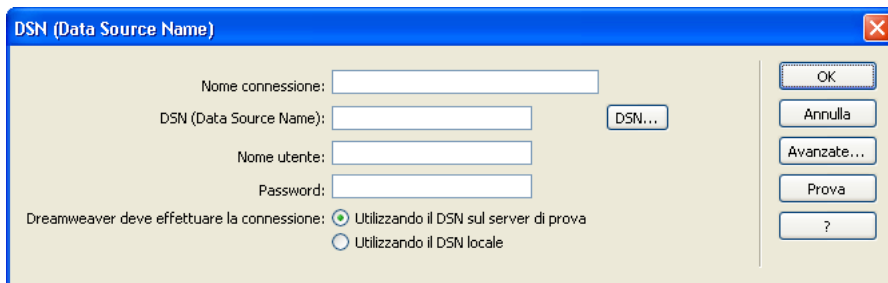 DSN (Data Source Name)
Nome connessione:
DSN (Data Source Name):
DSN...
Nome utente:
Password:
Dreamweaver deve effettuare la connessione:
Utilizzando il DSN sul server di prova
Utilizzando il DSN locale
OK
Annulla
Avanzate...
Prova
?